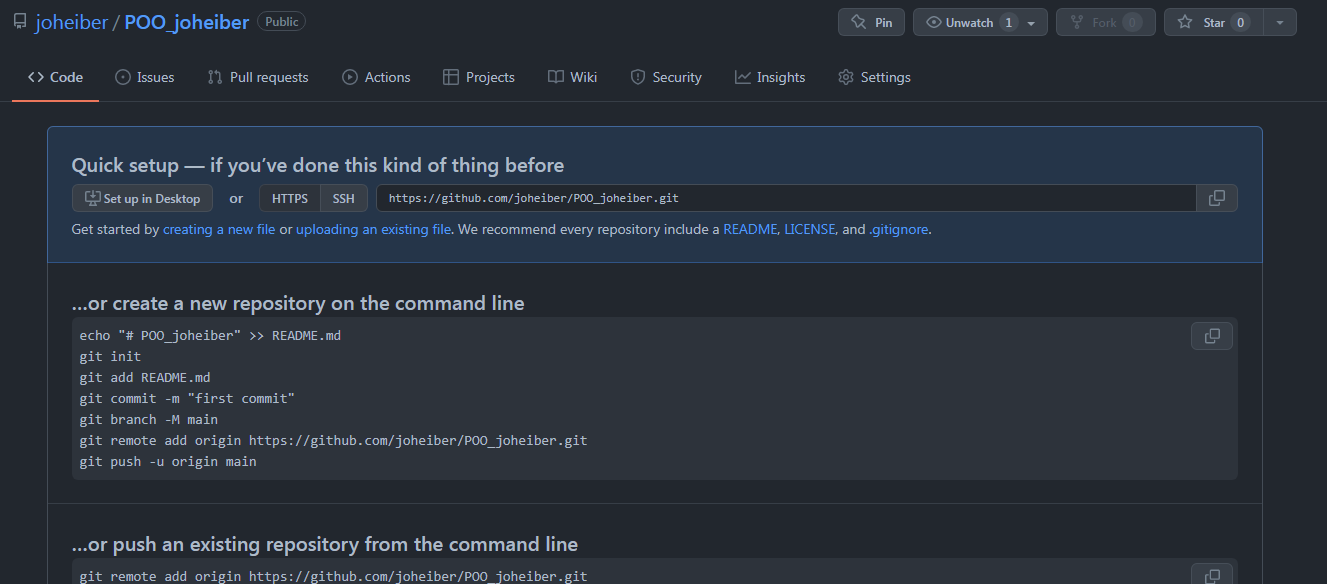 joheiber / POO_joheiber Public
Pin Unwatch 1 Fork 0 Star 0
Code Issues Pull requests Actions Projects Wiki Security Insights Settings
Quick setup — if you’ve done this kind of thing before
Set up in Desktop or HTTPS SSH https://github.com/joheiber/POO_joheiber.git
Get started by creating a new file or uploading an existing file. We recommend every repository include a README, LICENSE, and .gitignore.
…or create a new repository on the command line
echo "# POO_joheiber" >> README.md
git init
git add README.md
git commit -m "first commit"
git branch -M main
git remote add origin https://github.com/joheiber/POO_joheiber.git
git push -u origin main
…or push an existing repository from the command line
git remote add origin https://github.com/joheiber/POO_joheiber.git